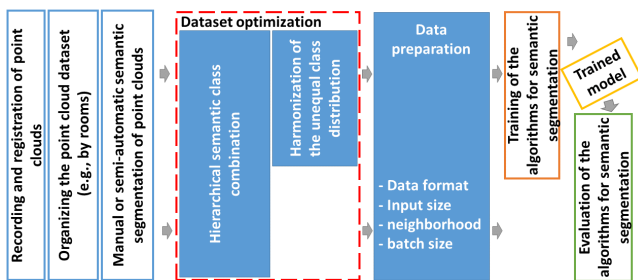 Recording and registration of point
clouds
Organizing the point cloud dataset
(e.g., by rooms)
Manual or semi-automatic semantic
segmentation of point clouds
Dataset optimization
Hierarchical semantic class
combination
Harmonization of
the unequal class
distribution
Data
preparation
- Data format
- Input size
- neighborhood
- batch size
Training of the
algorithms for semantic
segmentation
Trained
model
Evaluation of the
algorithms for semantic
segmentation